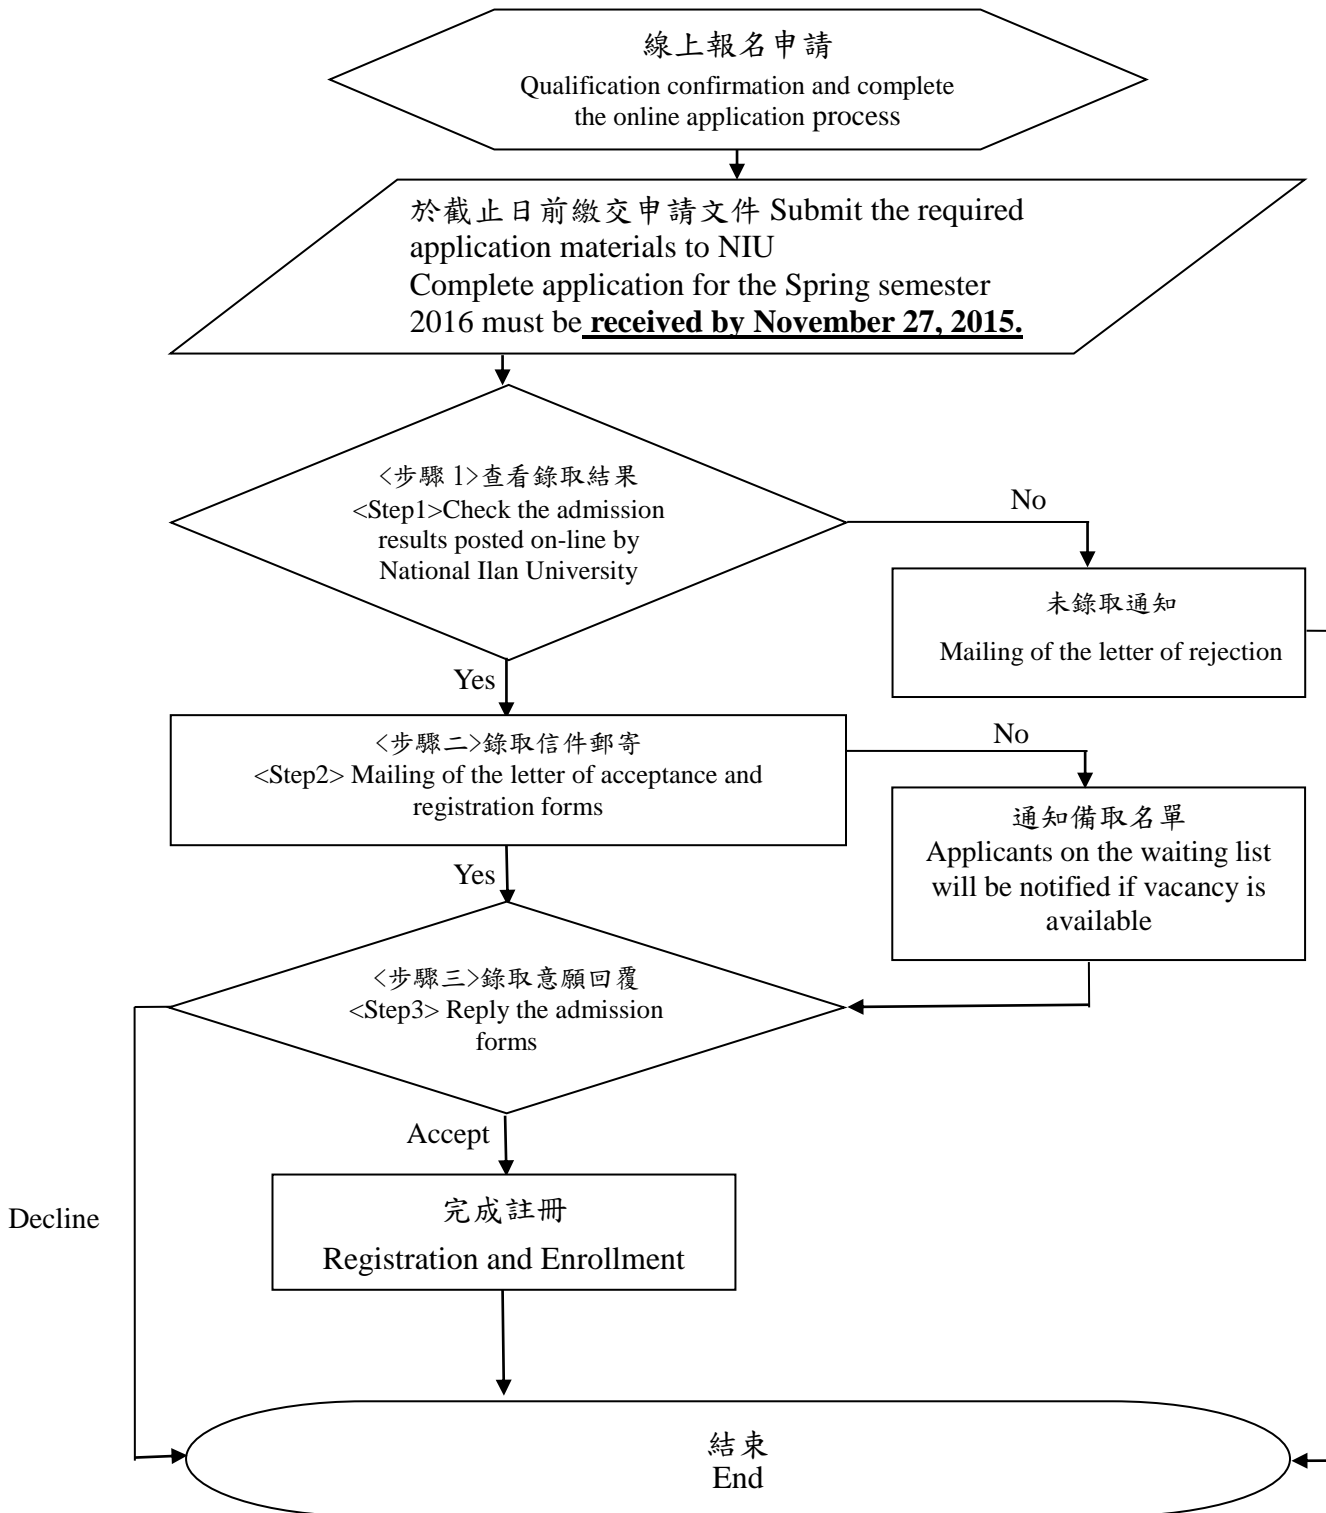 線上報名申請
Qualification confirmation and complete
the online application process
於截止日前繳交申請文件 Submit the required
application materials to NIU
Complete application for the Spring semester
2016 must be received by November 27, 2015.
<步驟 1>查看錄取結果
<Step1>Check the admission
results posted on-line by
National Ilan University
No
未錄取通知
Mailing of the letter of rejection
Yes
<步驟二>錄取信件郵寄
<Step2> Mailing of the letter of acceptance and
registration forms
No
通知備取名單
Applicants on the waiting list
will be notified if vacancy is
available
Yes
<步驟三>錄取意願回覆
<Step3> Reply the admission
forms
Accept
Decline
完成註冊
Registration and Enrollment
結束
End